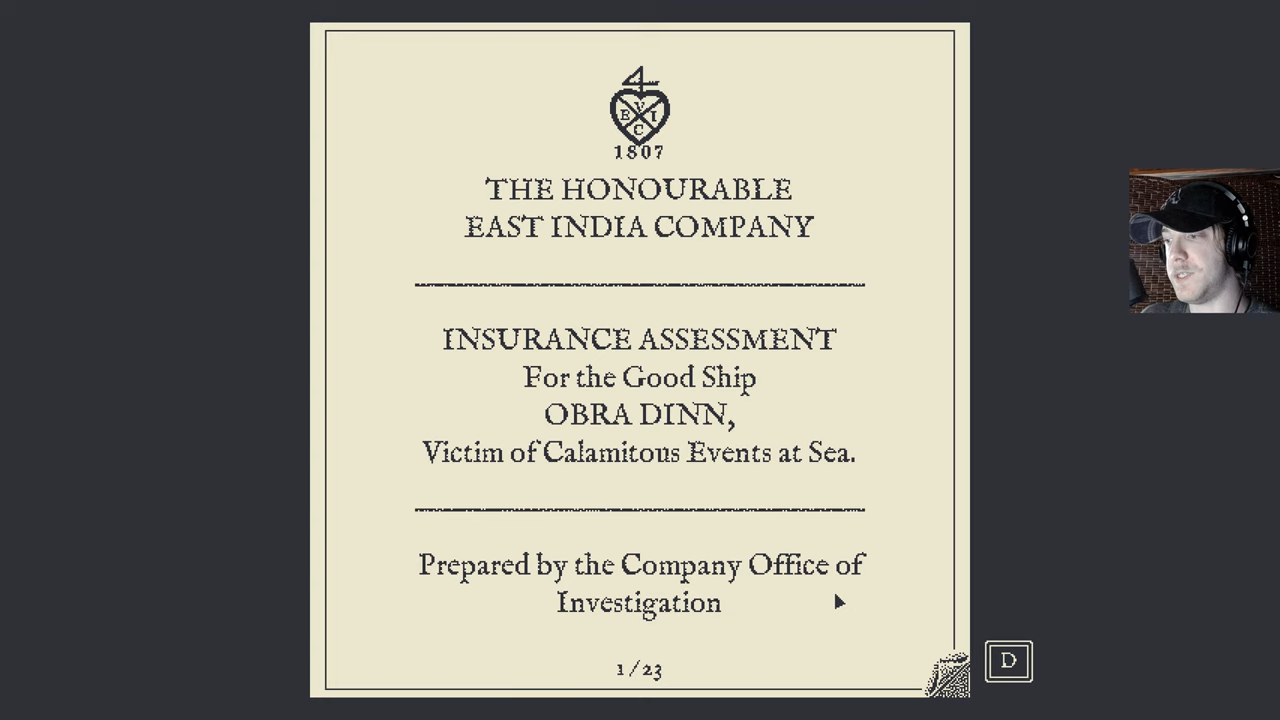 4
V
E I
C
1807
THE HONOURABLE
EAST INDIA COMPANY
INSURANCE ASSESSMENT
For the Good Ship
OBRA DINN,
Victim of Calamitous Events at Sea.
Prepared by the Company Office of
Investigation
1/23
D